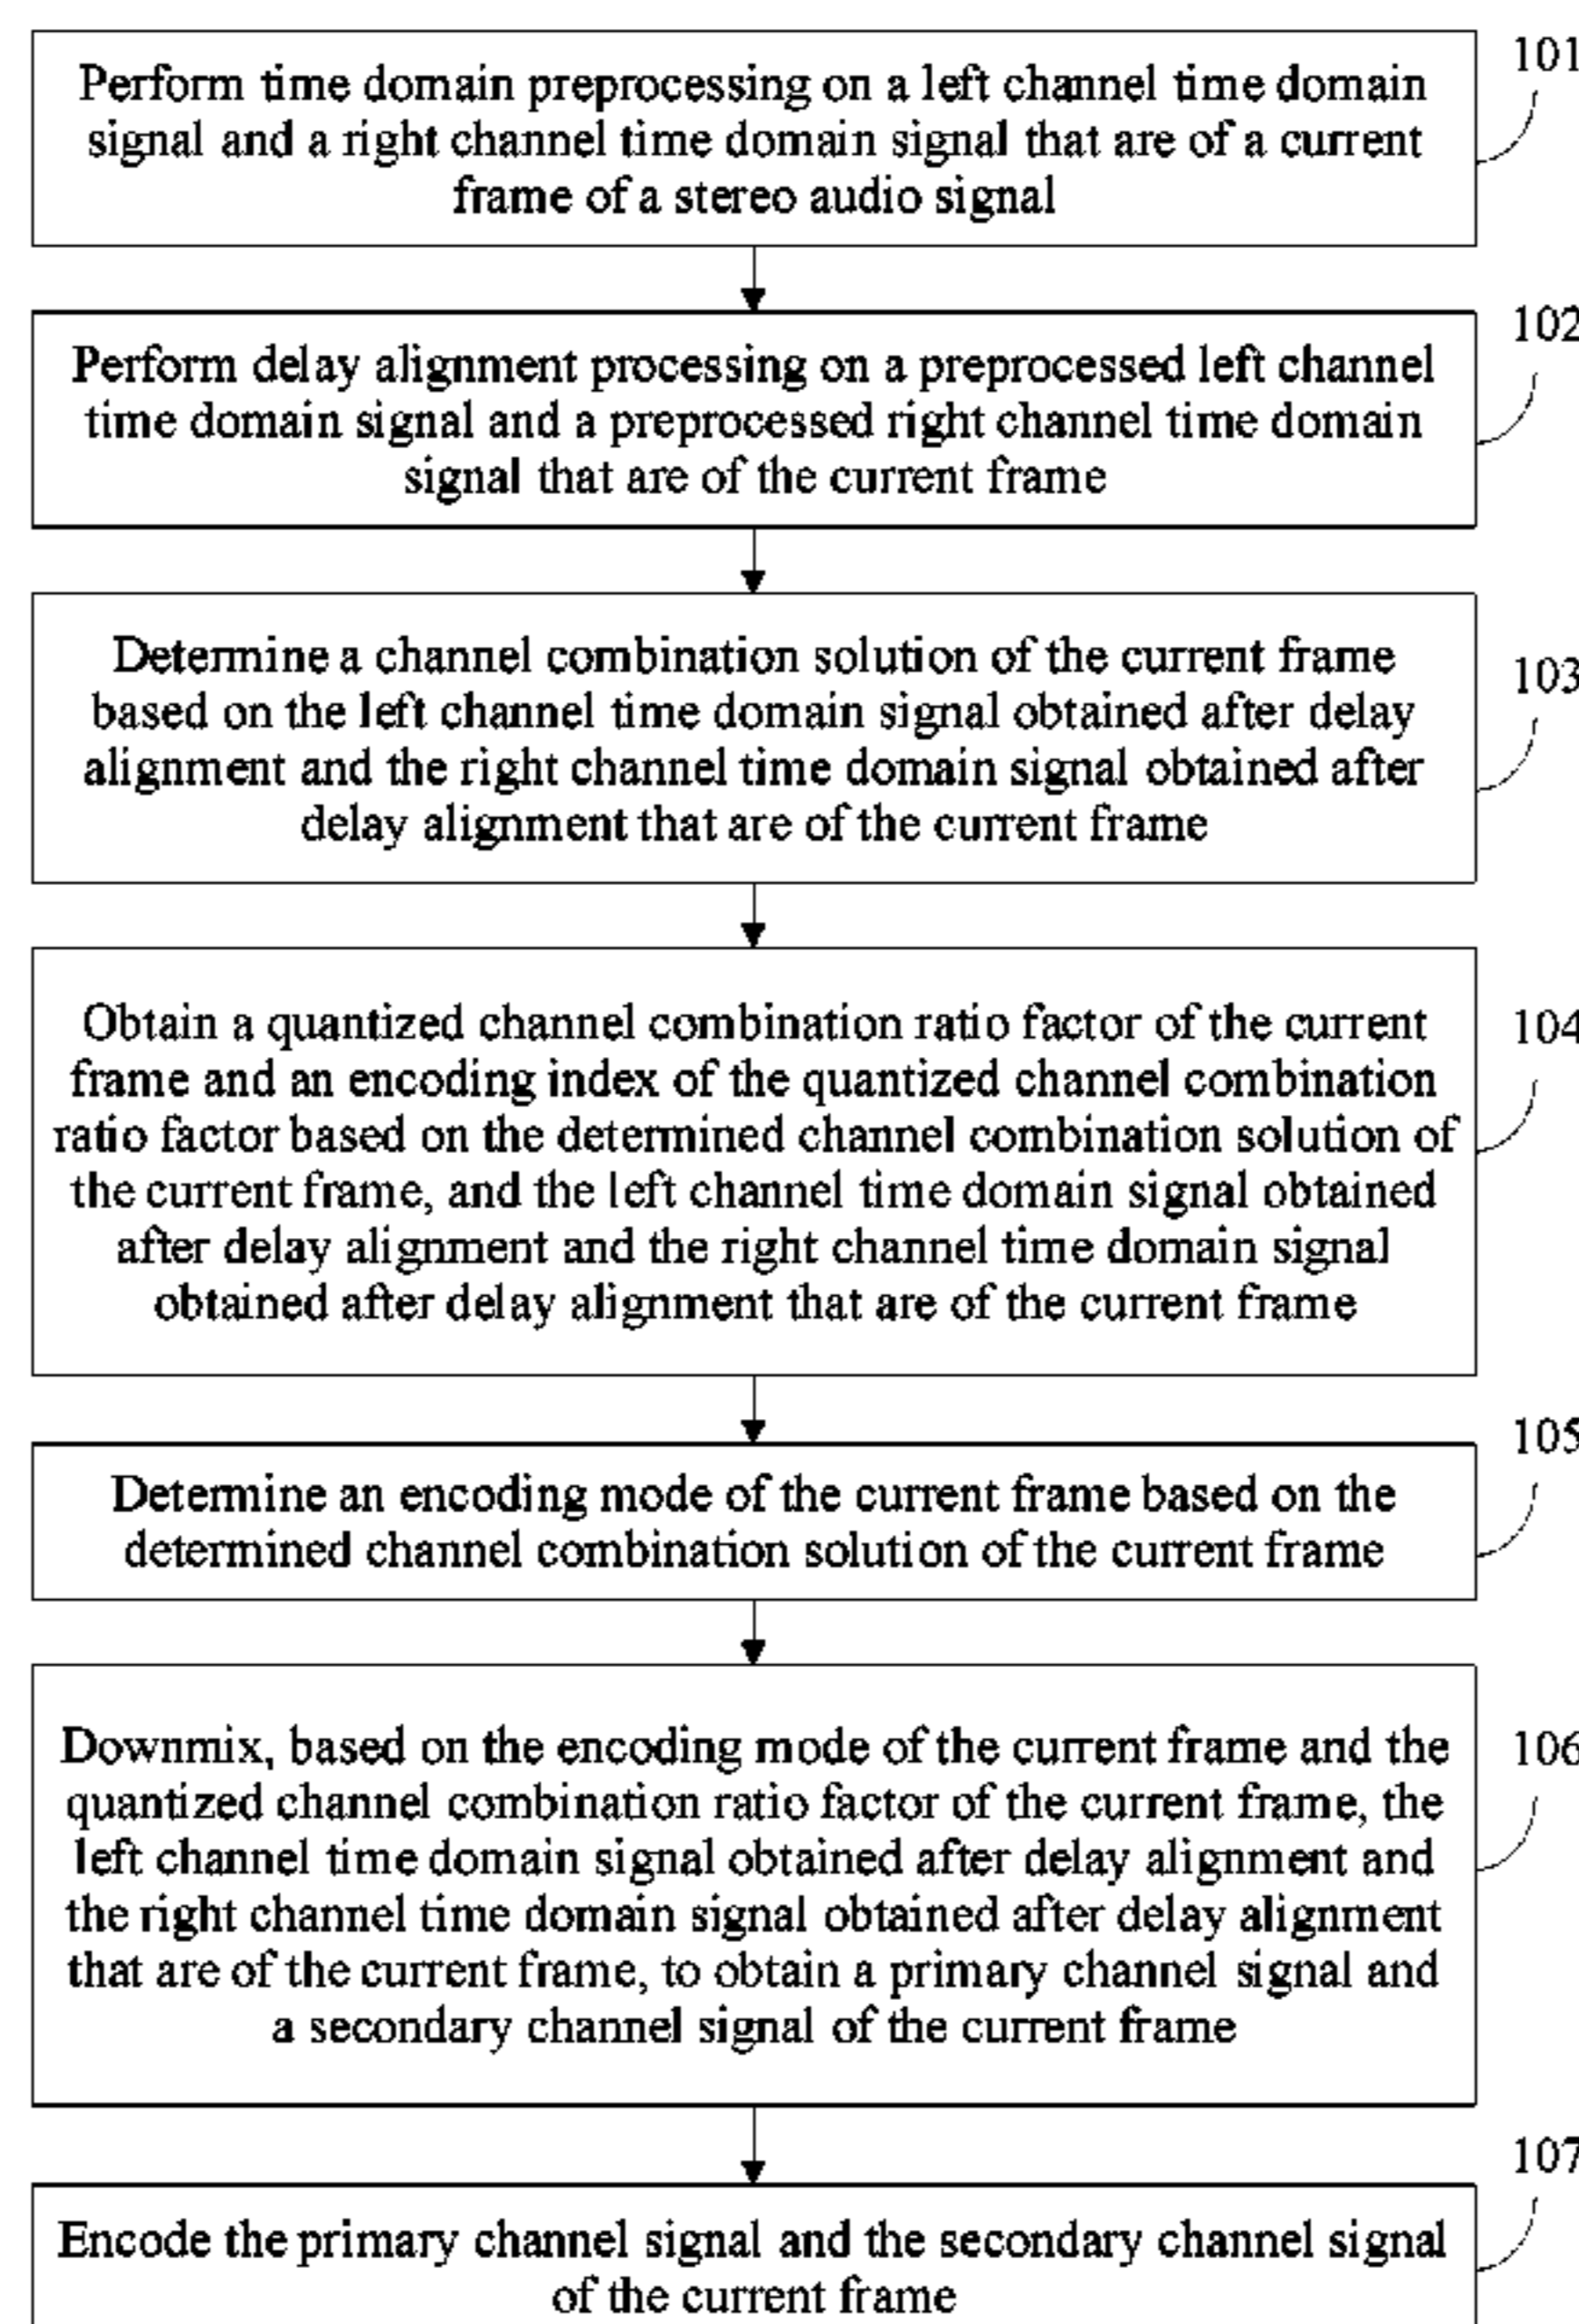 101
Perform time domain preprocessing on a left channel time domain
signal and a right channel time domain signal that are of a current
frame of a stereo audio signal
102
Perform delay alignment processing on a preprocessed left channel
time domain signal and a preprocessed right channel time domain
signal that are of the current frame
103
Determine a channel combination solution of the current frame
based on the left channel time domain signal obtained after delay
alignment and the right channel time domain signal obtained after
delay alignment that are of the current frame
104
Obtain a quantized channel combination ratio factor of the current
frame and an encoding index of the quantized channel combination
ratio factor based on the determined channel combination solution of
the current frame, and the left channel time domain signal obtained
after delay alignment and the right channel time domain signal
obtained after delay alignment that are of the current frame
105
Determine an encoding mode of the current frame based on the
determined channel combination solution of the current frame
106
Downmix, based on the encoding mode of the current frame and the
quantized channel combination ratio factor of the current frame, the
left channel time domain signal obtained after delay alignment and
the right channel time domain signal obtained after delay alignment
that are of the current frame, to obtain a primary channel signal and
a secondary channel signal of the current frame
107
Encode the primary channel signal and the secondary channel signal
of the current frame